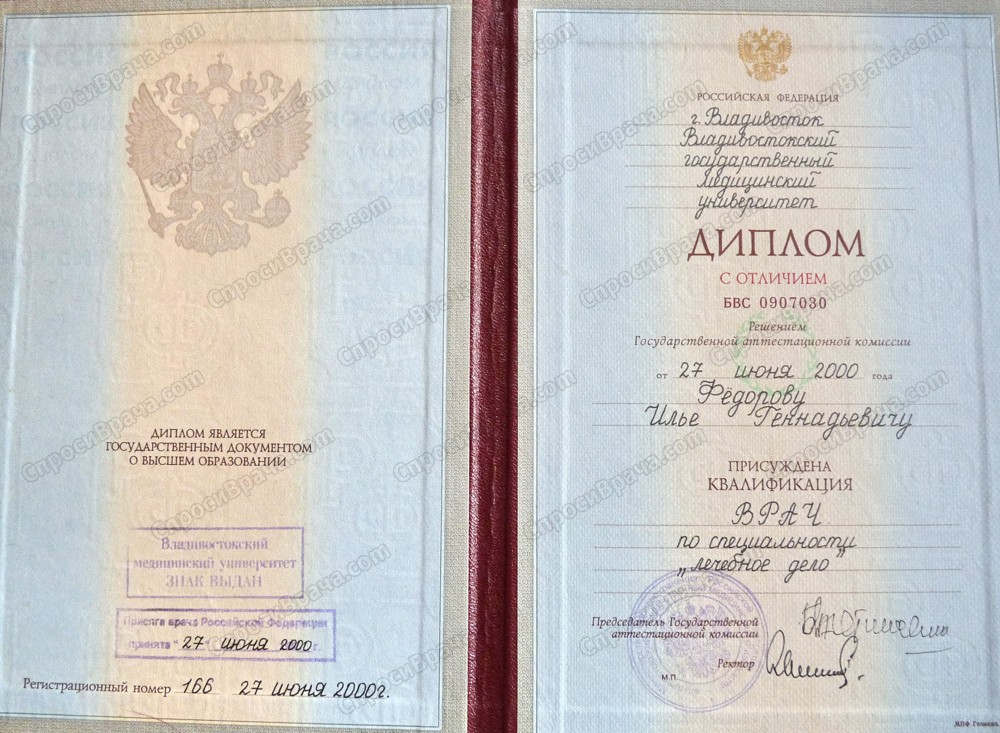 ДИПЛОМ ЯВЛЯЕТСЯ
ГОСУДАРСТВЕННЫМ ДОКУМЕНТОМ
О ВЫСШЕМ ОБРАЗОВАНИИ
Владивостокский
медицинский университет
ЗНАК ВЫДАН
Присяга врача Российской Федерации
принята "27 июня 2000г.
Регистрационный номер 166 27 июня 2000г.
РОССИЙСКАЯ ФЕДЕРАЦИЯ
г. Владивосток
Владивостокский
государственный
медицинский
университет
ДИПЛОМ
С ОТЛИЧИЕМ
БВС 0907030
Решением
Государственной аттестационной комиссии
от 27 июня 2000 года
Фёдорову
Илье Геннадьевичу
ПРИСУЖДЕНА
КВАЛИФИКАЦИЯ
ВРАЧ
по специальности
„лечебное дело"
Председатель Государственной
аттестационной комиссии
Ректор
М.П.
СпросиВрача.com